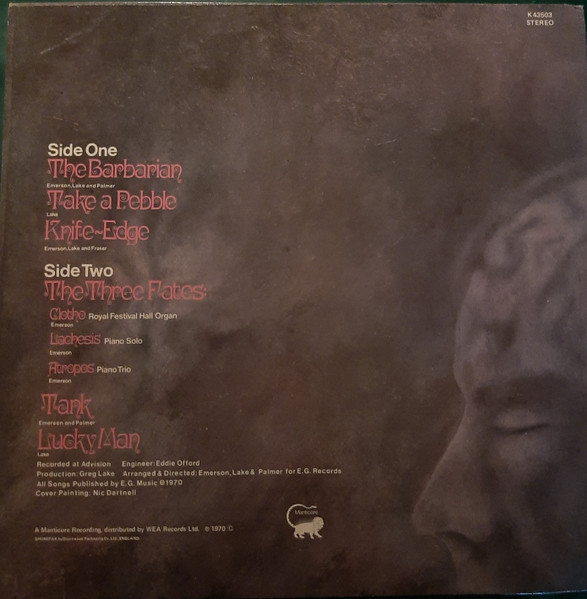 K 43503
STEREO
Side One
The Barbarian
Emerson, Lake and Palmer
Take a Pebble
Lake
Knife-Edge
Emerson, Lake and Fraser
Side Two
The Three Fates:
Clotho Royal Festival Hall Organ
Emerson
Lachesis Piano Solo
Emerson
Atropos Piano Trio
Emerson
Tank
Emerson and Palmer
Lucky Man
Lake
Recorded at Advision Engineer: Eddie Offord
Production: Greg Lake Arranged & Directed: Emerson, Lake & Palmer for E.G. Records
All Songs Published by E.G. Music © 1970
Cover Painting: Nic Dartnell
Manticore
A Manticore Recording, distributed by WEA Records Ltd. ℗ 1970 ©